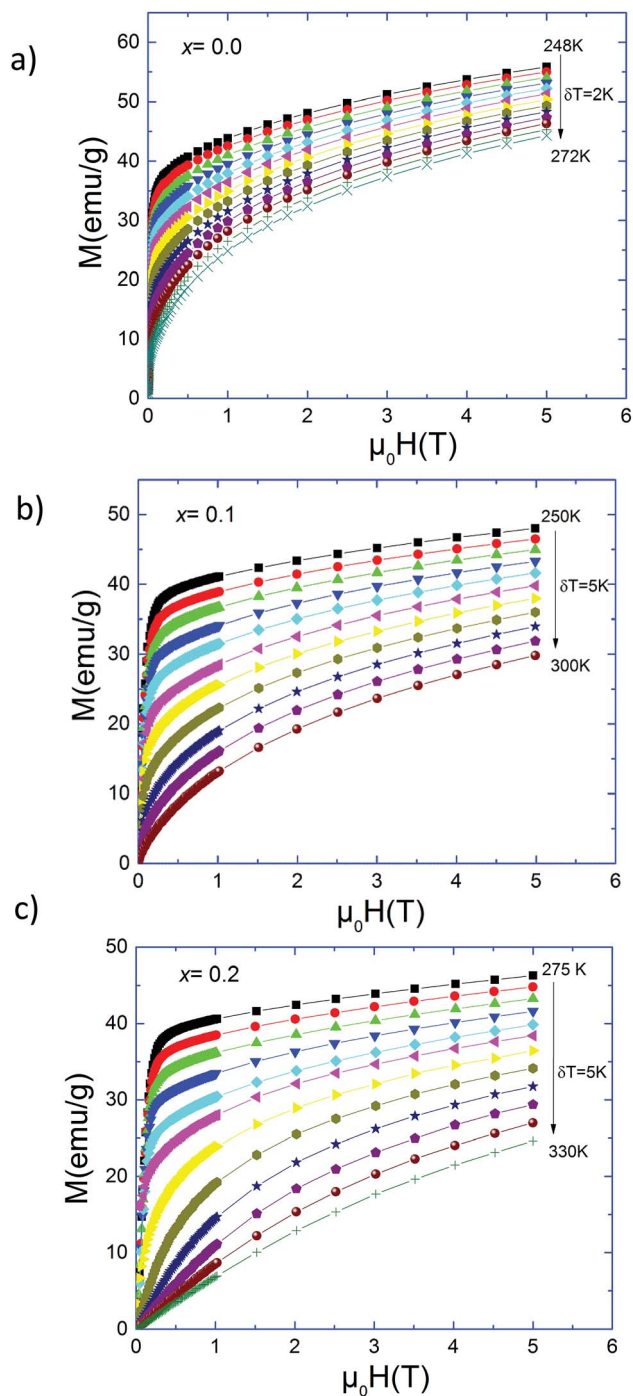 a)
x= 0.0
248K
δT=2K
272K
60
50
40
30
20
10
0
M(emu/g)
0 1 2 3 4 5 6
μ₀H(T)
b)
x= 0.1
250K
δT=5K
300K
50
40
30
20
10
0
M(emu/g)
0 1 2 3 4 5 6
μ₀H(T)
c)
x= 0.2
275 K
δT=5K
330K
50
40
30
20
10
0
M(emu/g)
0 1 2 3 4 5 6
μ₀H(T)